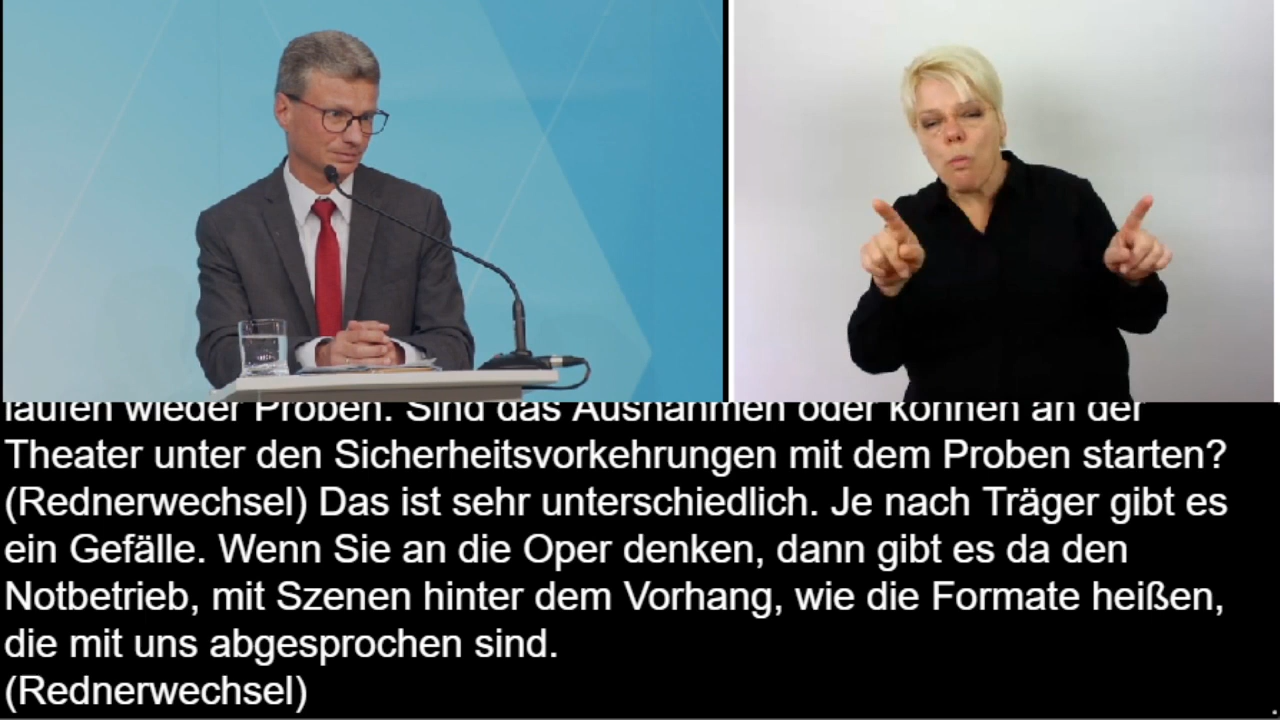 laufen wieder Proben. Sind das Ausnahmen oder können an der
Theater unter den Sicherheitsvorkehrungen mit dem Proben starten?
(Rednerwechsel) Das ist sehr unterschiedlich. Je nach Träger gibt es
ein Gefälle. Wenn Sie an die Oper denken, dann gibt es da den
Notbetrieb, mit Szenen hinter dem Vorhang, wie die Formate heißen,
die mit uns abgesprochen sind.
(Rednerwechsel)